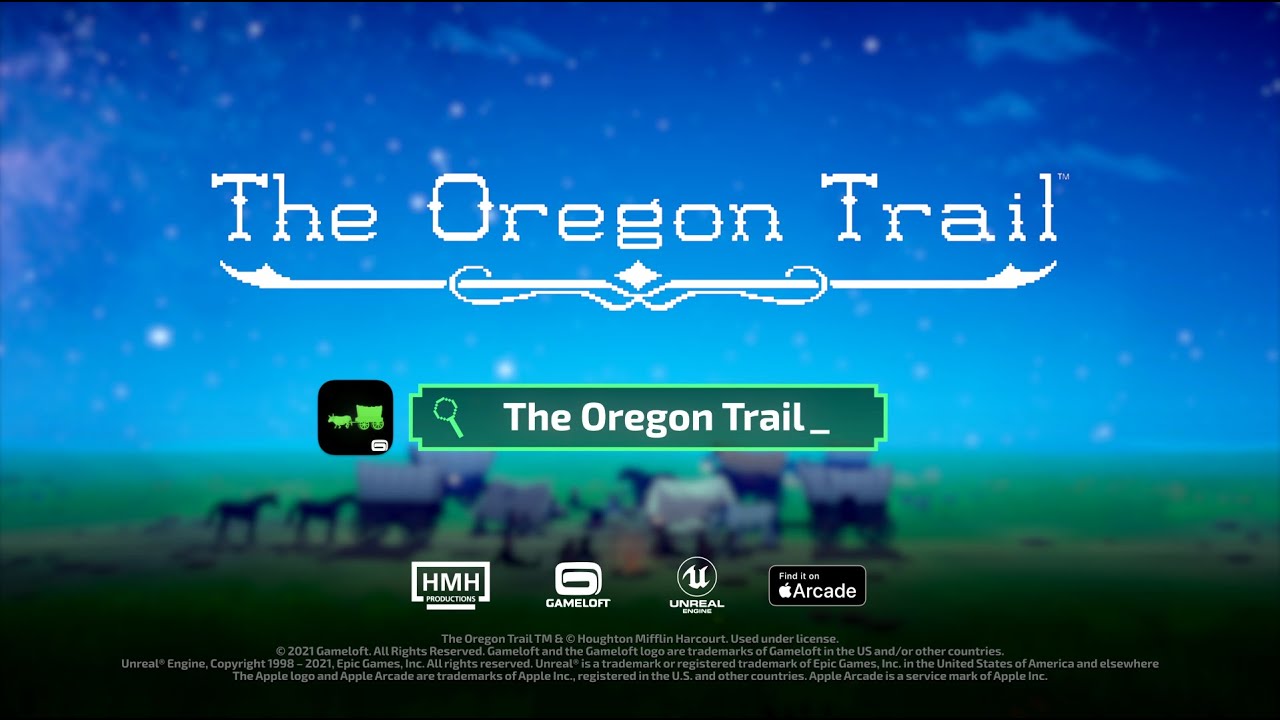 The Oregon Trail™
The Oregon Trail_
HMH
PRODUCTIONS
GAMELOFT
UNREAL
ENGINE
Find it on
Arcade
The Oregon Trail TM & © Houghton Mifflin Harcourt. Used under license.
© 2021 Gameloft. All Rights Reserved. Gameloft and the Gameloft logo are trademarks of Gameloft in the US and/or other countries.
Unreal® Engine, Copyright 1998 – 2021, Epic Games, Inc. All rights reserved. Unreal® is a trademark or registered trademark of Epic Games, Inc. in the United States of America and elsewhere
The Apple logo and Apple Arcade are trademarks of Apple Inc., registered in the U.S. and other countries. Apple Arcade is a service mark of Apple Inc.